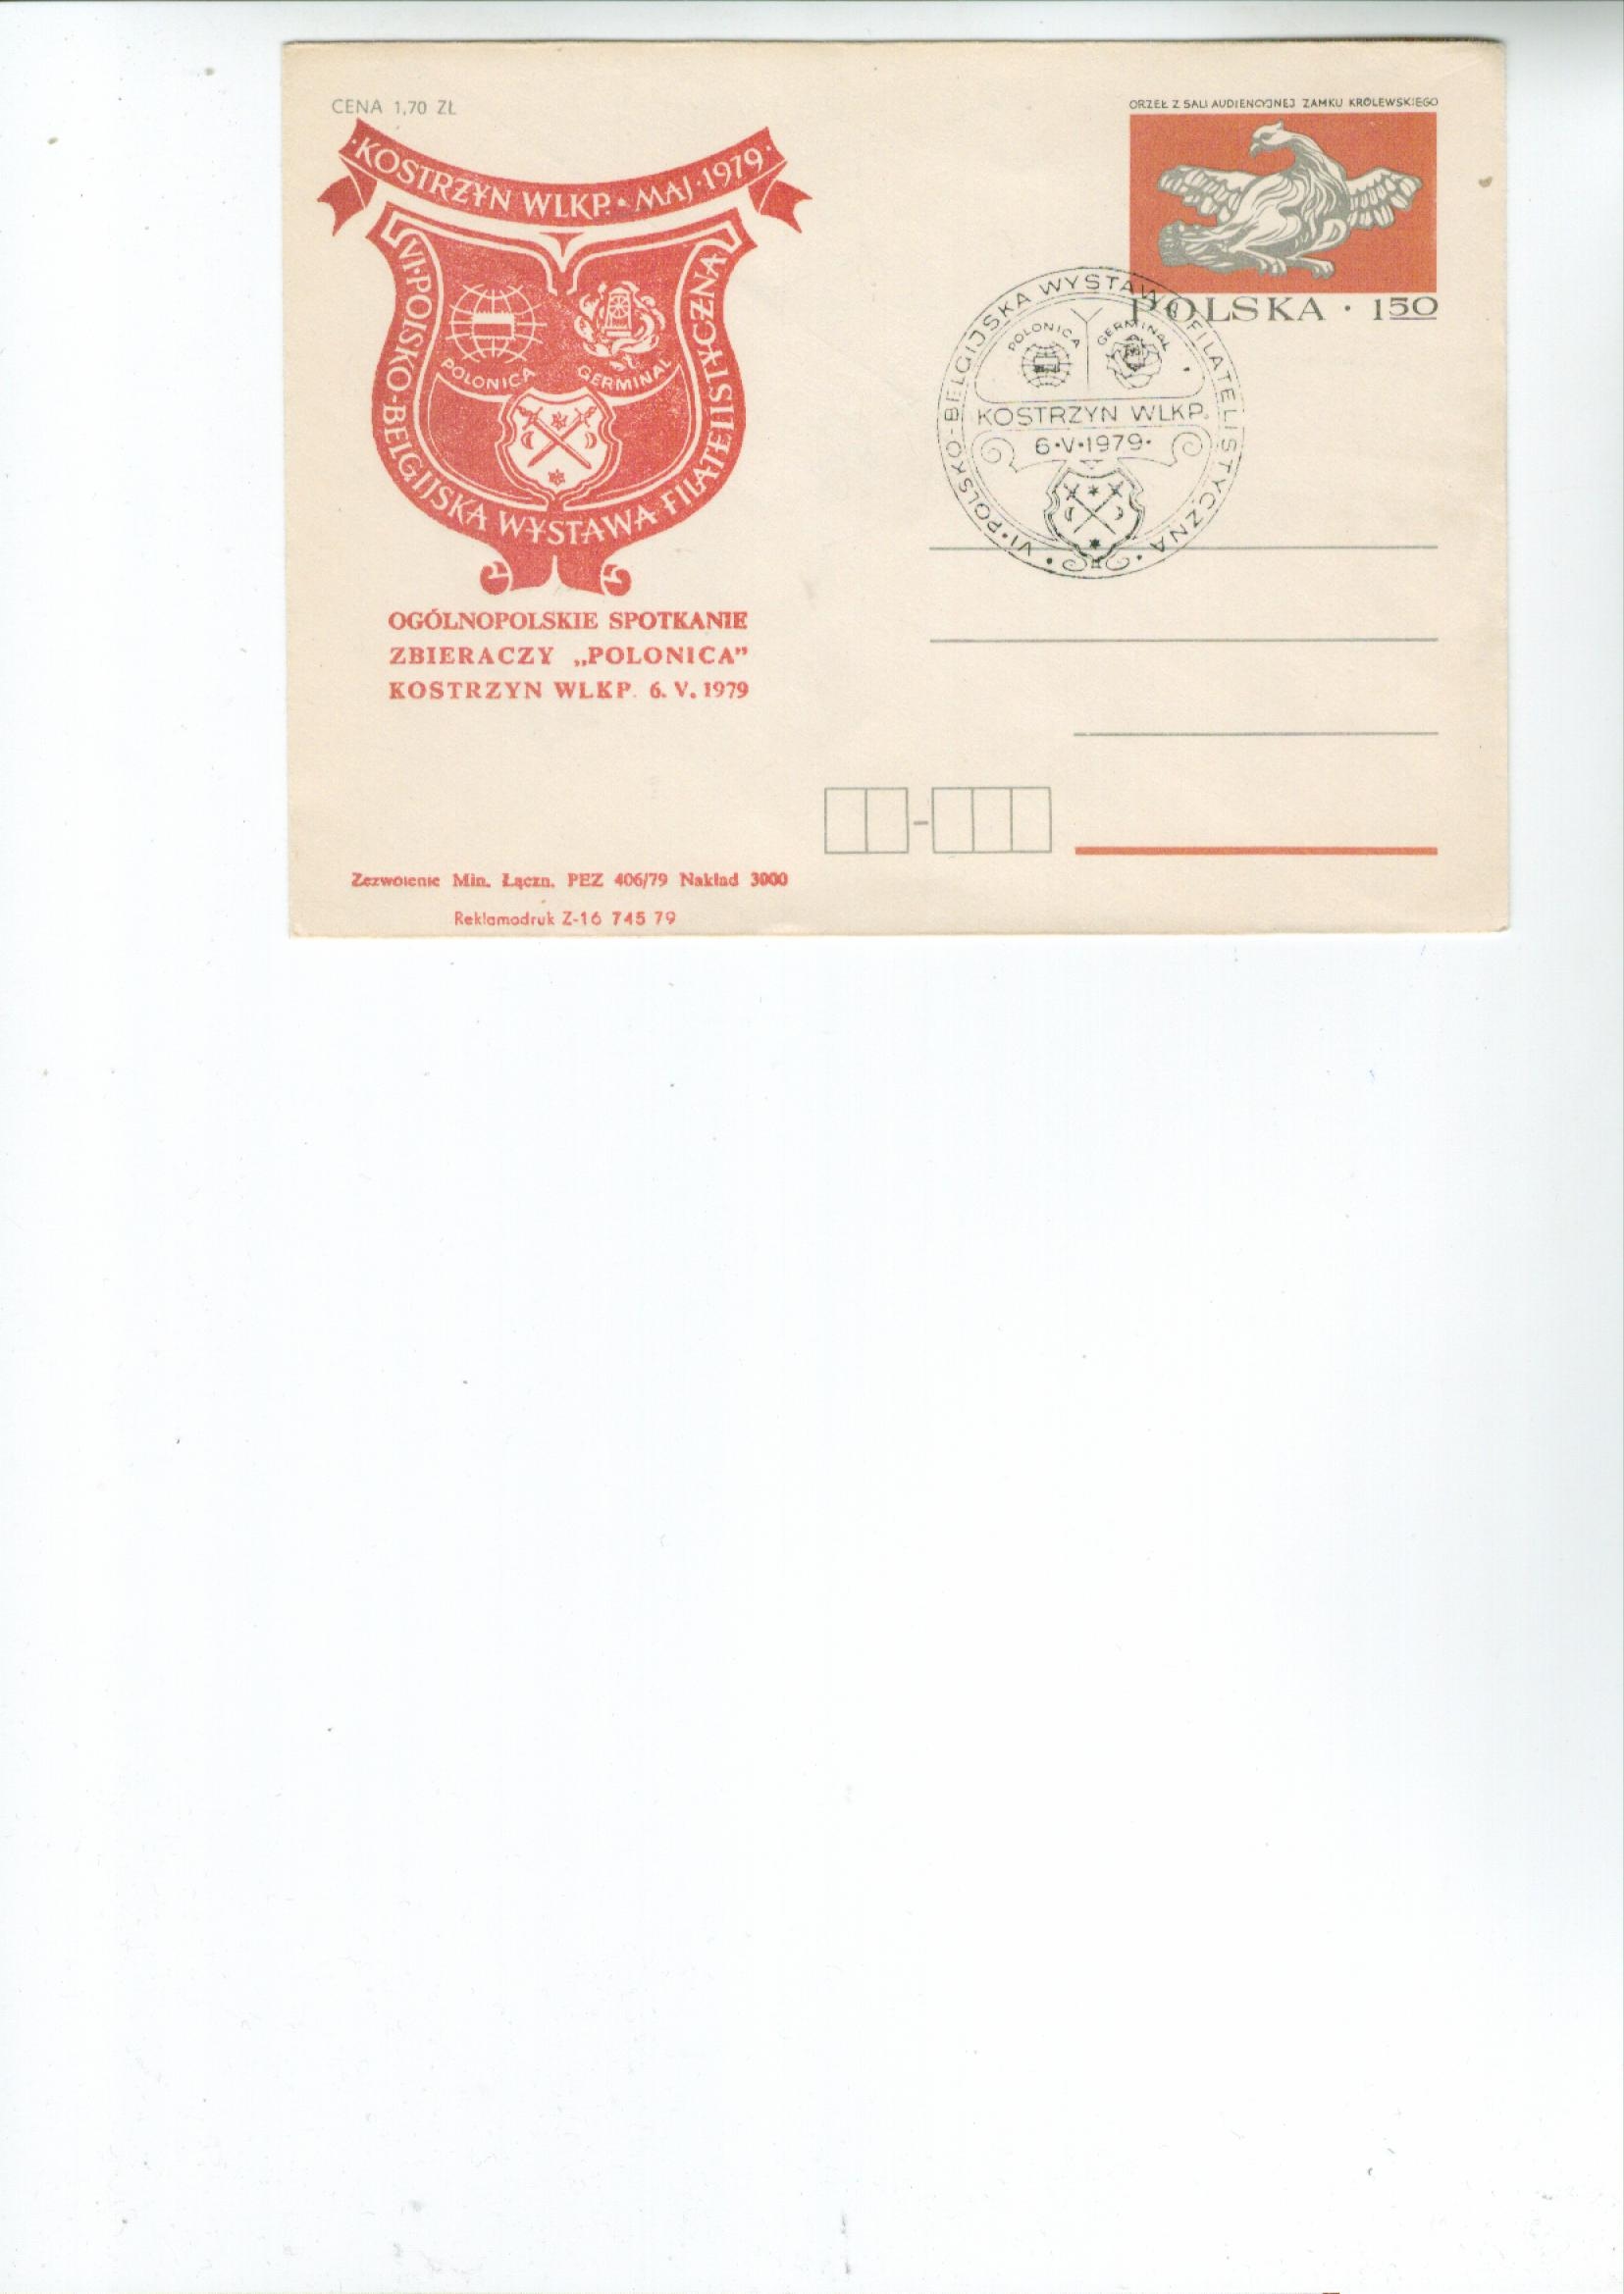 CENA 1,70 ZŁ
ORZEŁ Z SALI AUDIENCYJNEJ ZAMKU KRÓLEWSKIEGO
·KOSTRZYN WLKP.·MAJ·1979·
VI·POLSKO-BELGIJSKA WYSTAWA FILATELISTYCZNA
POLONICA
GERMINAL
POLSKA · 150
VI·POLSKO-BELGIJSKA WYSTAWA FILATELISTYCZNA
POLONICA
GERMINAL
KOSTRZYN WLKP.
6·V·1979·
OGÓLNOPOLSKIE SPOTKANIE
ZBIERACZY „POLONICA”
KOSTRZYN WLKP. 6. V. 1979
Zezwolenie Min. Łączn. PEZ 406/79 Nakład 3000
Reklamodruk Z-16 745 79